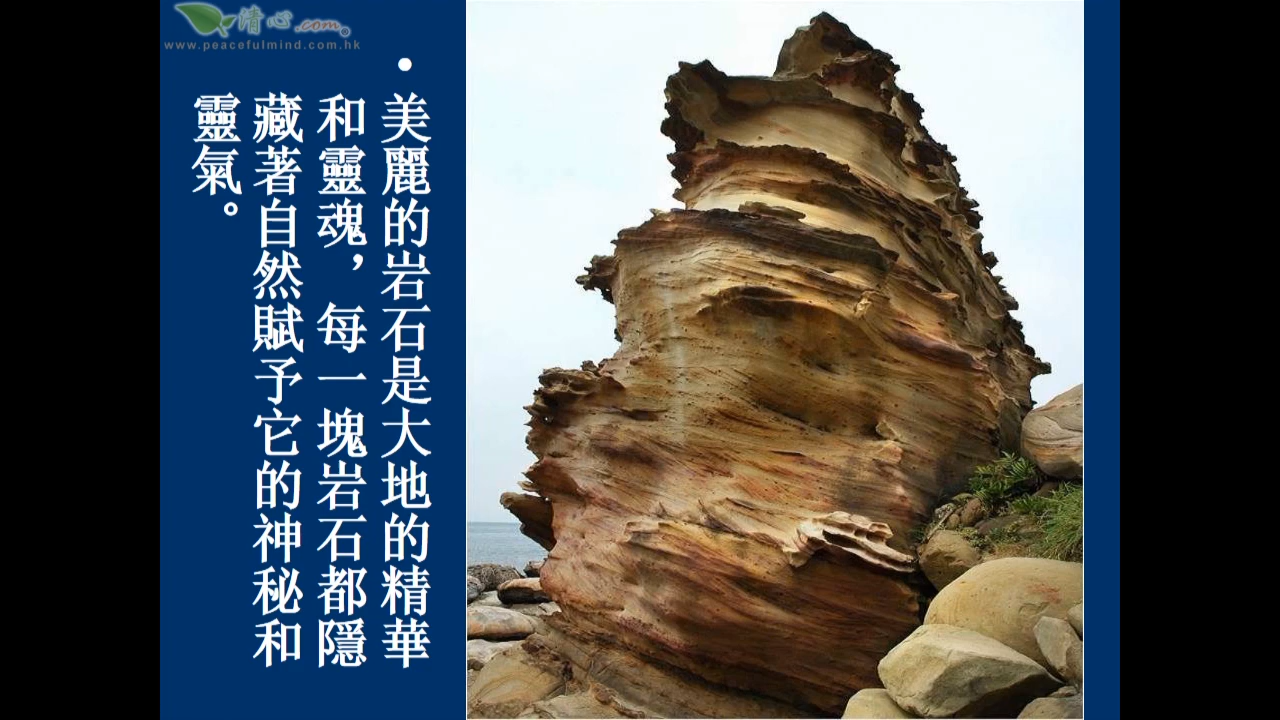 清心.com
www.peacefulmind.com.hk
•美麗的岩石是大地的精華
和靈魂，每一塊岩石都隱
藏著自然賦予它的神秘和
靈氣。